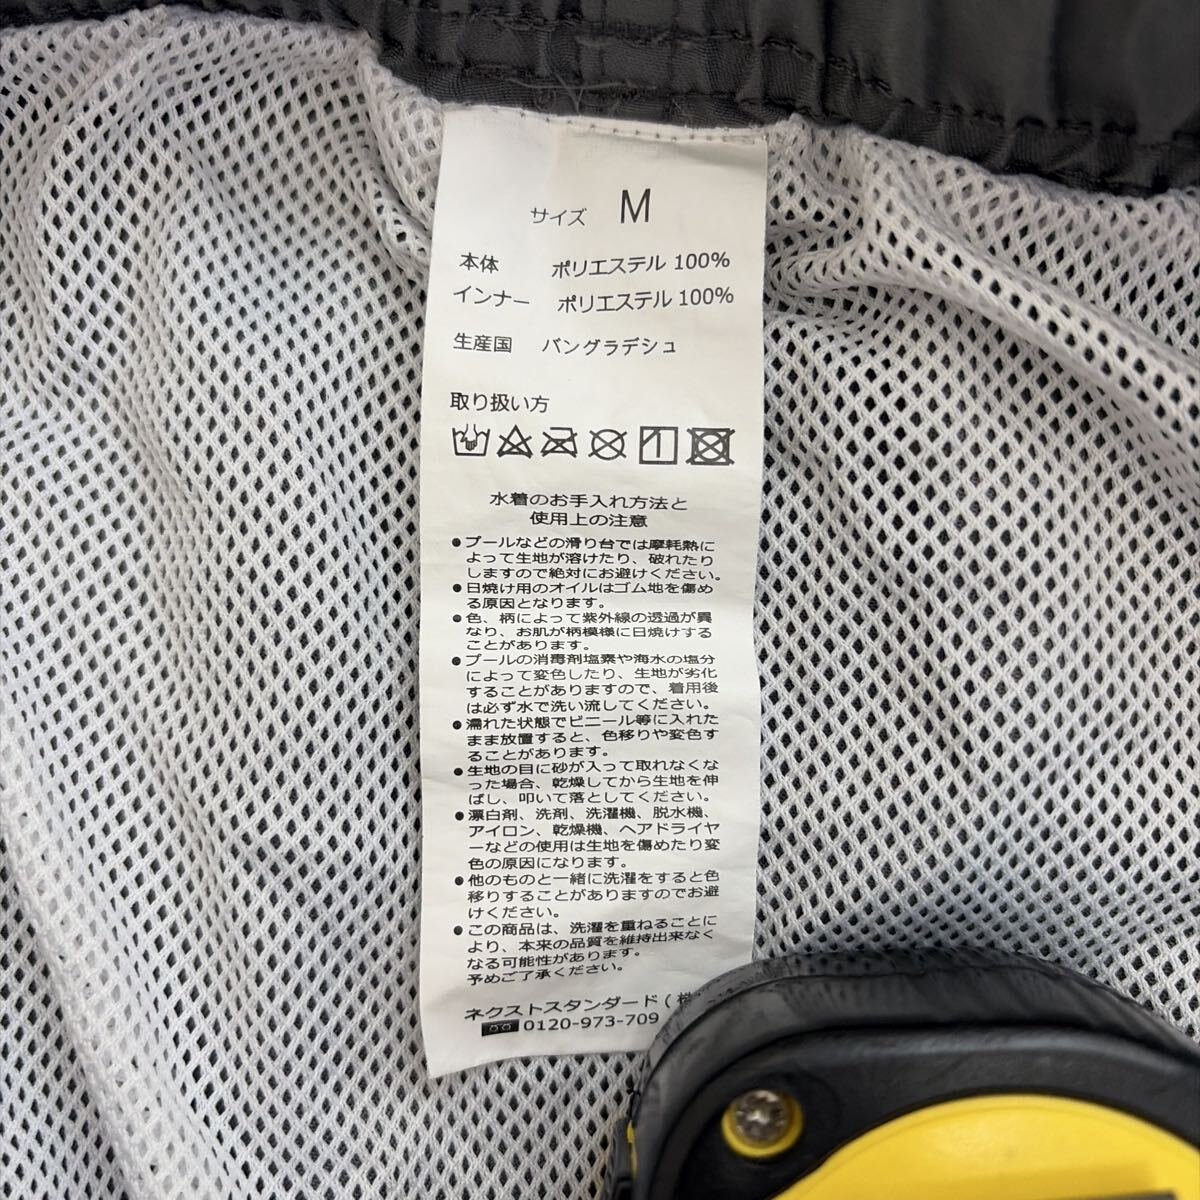 サイズ M
本体 ポリエステル 100%
インナー ポリエステル 100%
生産国 バングラデシュ
取り扱い方
水着のお手入れ方法と
使用上の注意
●プールなどの滑り台では摩耗熱に
よって生地が溶けたり、破れたり
しますので絶対にお避けください。
●日焼け用のオイルはゴム地を傷め
る原因となります。
●色、柄によって紫外線の透過が異
なり、お肌が柄模様に日焼けする
ことがあります。
●プールの消毒剤塩素や海水の塩分
によって変色したり、生地が劣化
することがありますので、着用後
は必ず水で洗い流してください。
●濡れた状態でビニール等に入れた
まま放置すると、色移りや変色す
ることがあります。
●生地の目に砂が入って取れなくな
った場合、乾燥してから生地を伸
ばし、叩いて落としてください。
●漂白剤、洗剤、洗濯機、脱水機、
アイロン、乾燥機、ヘアドライヤ
ーなどの使用は生地を傷めたり変
色の原因になります。
●他のものと一緒に洗濯をすると色
移りすることがありますのでお避
けください。
●この商品は、洗濯を重ねることに
より、本来の品質を維持出来なく
なる可能性があります。
予めご了承ください。
ネクストスタンダード(株
0120-973-709